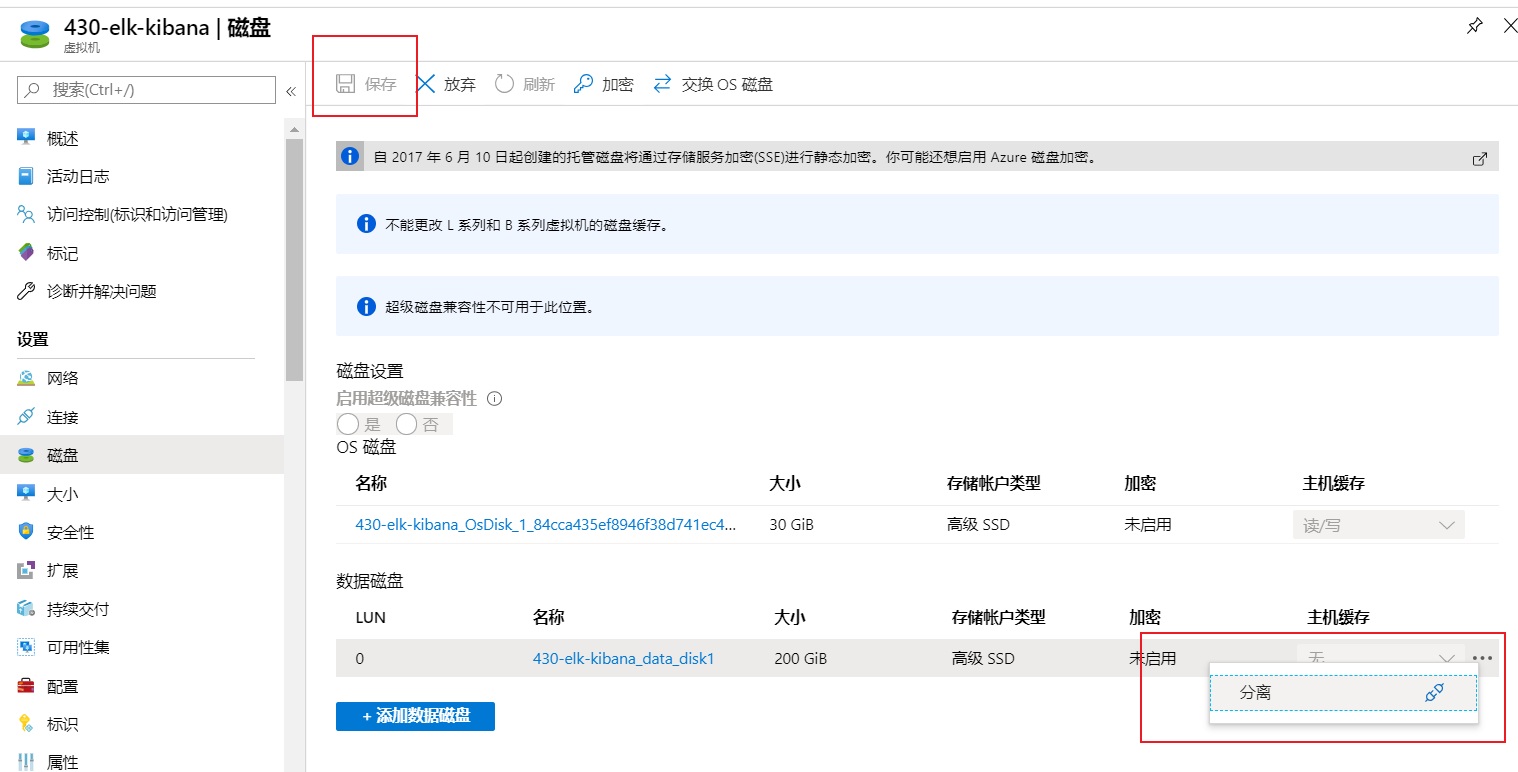 430-elk-kibana | 磁盘
虚拟机
搜索(Ctrl+/)
«
保存
放弃
刷新
加密
交换 OS 磁盘
概述
活动日志
访问控制(标识和访问管理)
标记
诊断并解决问题
设置
网络
连接
磁盘
大小
安全性
扩展
持续交付
可用性集
配置
标识
属性
自 2017 年 6 月 10 日起创建的托管磁盘将通过存储服务加密(SSE)进行静态加密。你可能还想启用 Azure 磁盘加密。
不能更改 L 系列和 B 系列虚拟机的磁盘缓存。
超级磁盘兼容性不可用于此位置。
磁盘设置
启用超级磁盘兼容性
是 否
OS 磁盘
名称 大小 存储帐户类型 加密 主机缓存
430-elk-kibana_OsDisk_1_84cca435ef8946f38d741ec4... 30 GiB 高级 SSD 未启用 读/写
数据磁盘
LUN 名称 大小 存储帐户类型 加密 主机缓存
0 430-elk-kibana_data_disk1 200 GiB 高级 SSD 未启用 无 •••
分离
+ 添加数据磁盘